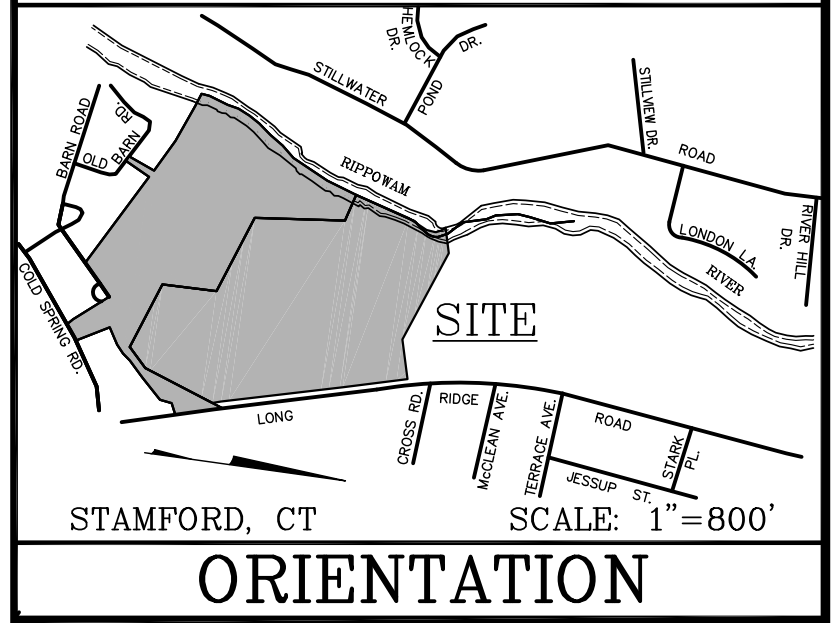 HEMLOCK
DR.
DR.
POND
STILLWATER
STILLVIEW DR.
ROAD
BARN ROAD
RD.
BARN
OLD
RIPPOWAM
LONDON LA.
RIVER HILL
DR.
RIVER
COLD SPRING RD.
SITE
LONG
CROSS RD.
RIDGE
McCLEAN AVE.
TERRACE AVE.
ROAD
STARK
PL.
JESSUP ST.
STAMFORD, CT
SCALE: 1"=800'
ORIENTATION